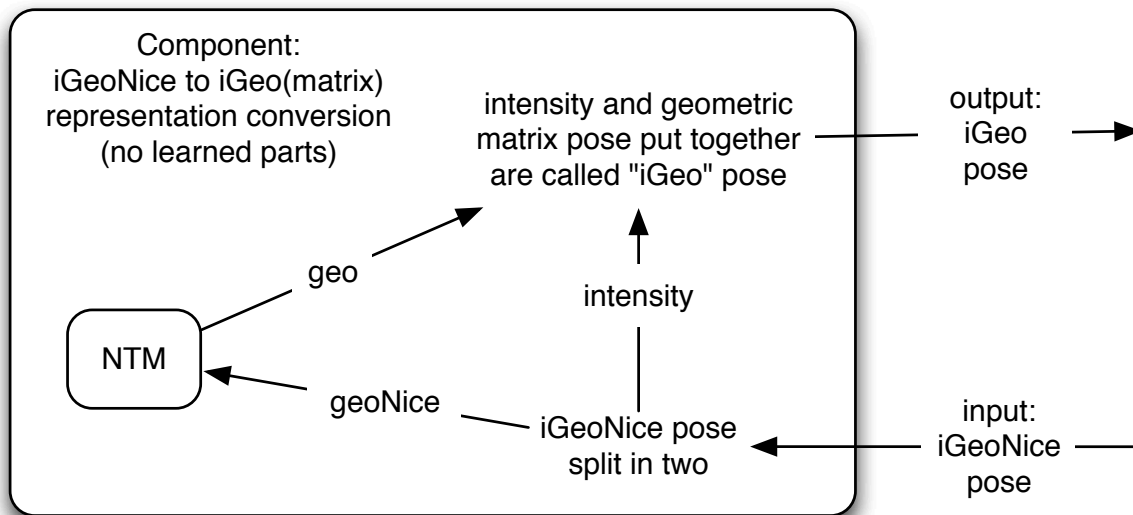 Component:
iGeoNice to iGeo(matrix)
representation conversion
(no learned parts)
intensity and geometric
matrix pose put together
are called "iGeo" pose
output:
iGeo
pose
geo
intensity
NTM
geoNice
iGeoNice pose
split in two
input:
iGeoNice
pose